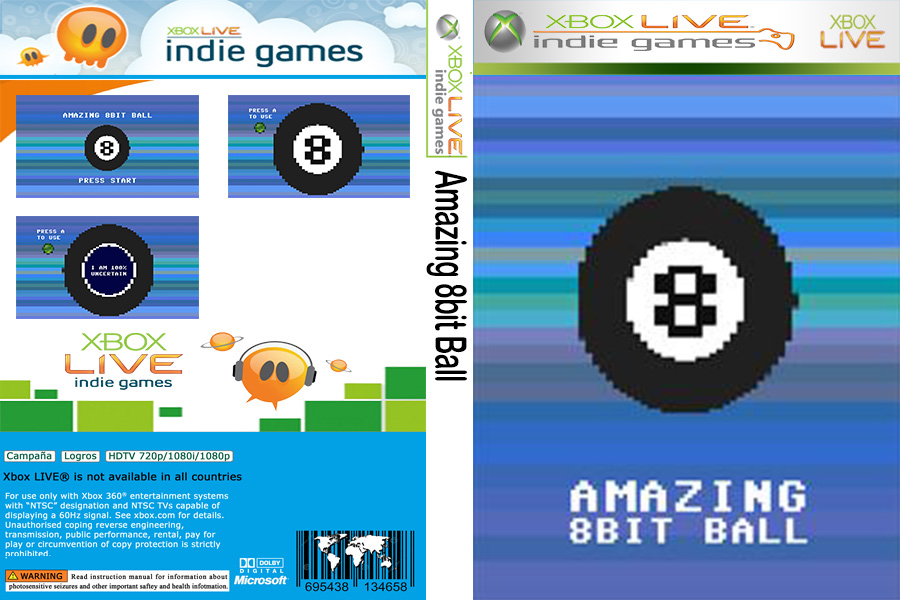 XBOX LIVE
indie games
AMAZING 8BIT BALL
8
PRESS START
PRESS A
TO USE
8
PRESS A
TO USE
I AM 100%
UNCERTAIN
XBOX
LIVE
indie games
Campaña
Logros
HDTV 720p/1080i/1080p
Xbox LIVE® is not available in all countries
For use only with Xbox 360® entertainment systems
with “NTSC” designation and NTSC TVs capable of
displaying a 60Hz signal. See xbox.com for details.
Unauthorised coping reverse engineering,
transmission, public performance, rental, pay for
play or circumvention of copy protection is strictly
prohibited.
WARNING Read instruction manual for information about
photosensitive seizures and other important saftey and health infotmation.
DOLBY
DIGITAL
Microsoft
695438 134658
XBOX LIVE
indie games
Amazing 8bit Ball
XBOX LIVE
indie games
XBOX
LIVE
8
AMAZING
8BIT BALL